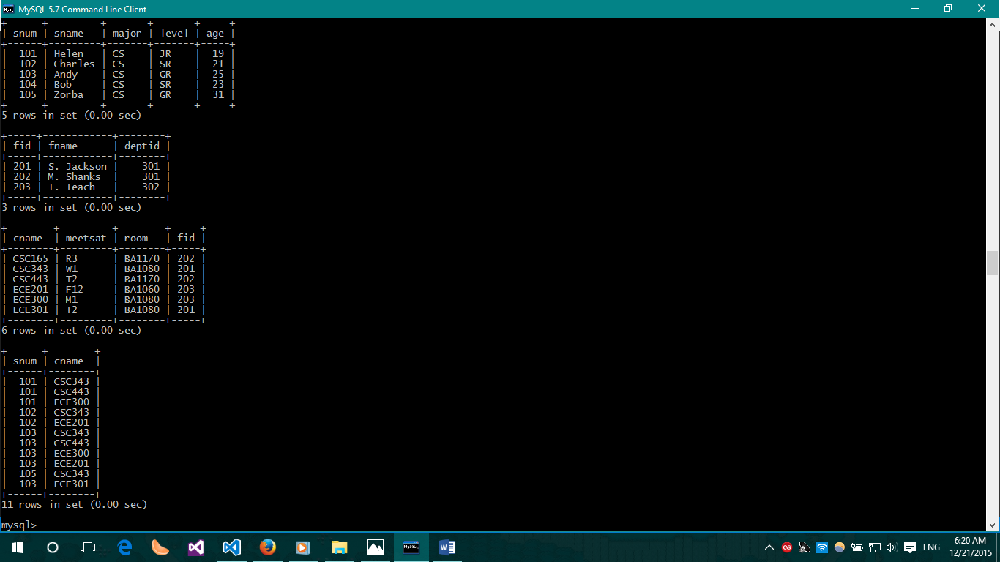 MySQL 5.7 Command Line Client
+------+---------+-------+-------+-----+
| snum | sname   | major | level | age |
+------+---------+-------+-------+-----+
|  101 | Helen   | CS    | JR    |  19 |
|  102 | Charles | CS    | SR    |  21 |
|  103 | Andy    | CS    | GR    |  25 |
|  104 | Bob     | CS    | SR    |  23 |
|  105 | Zorba   | CS    | GR    |  31 |
+------+---------+-------+-------+-----+
5 rows in set (0.00 sec)
+-----+------------+--------+
| fid | fname      | deptid |
+-----+------------+--------+
| 201 | S. Jackson |    301 |
| 202 | M. Shanks  |    301 |
| 203 | I. Teach   |    302 |
+-----+------------+--------+
3 rows in set (0.00 sec)
+--------+---------+--------+-----+
| cname  | meetsat | room   | fid |
+--------+---------+--------+-----+
| CSC165 | R3      | BA1170 | 202 |
| CSC343 | W1      | BA1080 | 201 |
| CSC443 | T2      | BA1170 | 202 |
| ECE201 | F12     | BA1060 | 203 |
| ECE300 | M1      | BA1080 | 203 |
| ECE301 | T2      | BA1080 | 201 |
+--------+---------+--------+-----+
6 rows in set (0.00 sec)
+------+--------+
| snum | cname  |
+------+--------+
|  101 | CSC343 |
|  101 | CSC443 |
|  101 | ECE300 |
|  102 | CSC343 |
|  102 | ECE201 |
|  103 | CSC343 |
|  103 | CSC443 |
|  103 | ECE300 |
|  103 | ECE201 |
|  105 | CSC343 |
|  103 | ECE301 |
+------+--------+
11 rows in set (0.00 sec)
mysql>
ENG
6:20 AM
12/21/2015